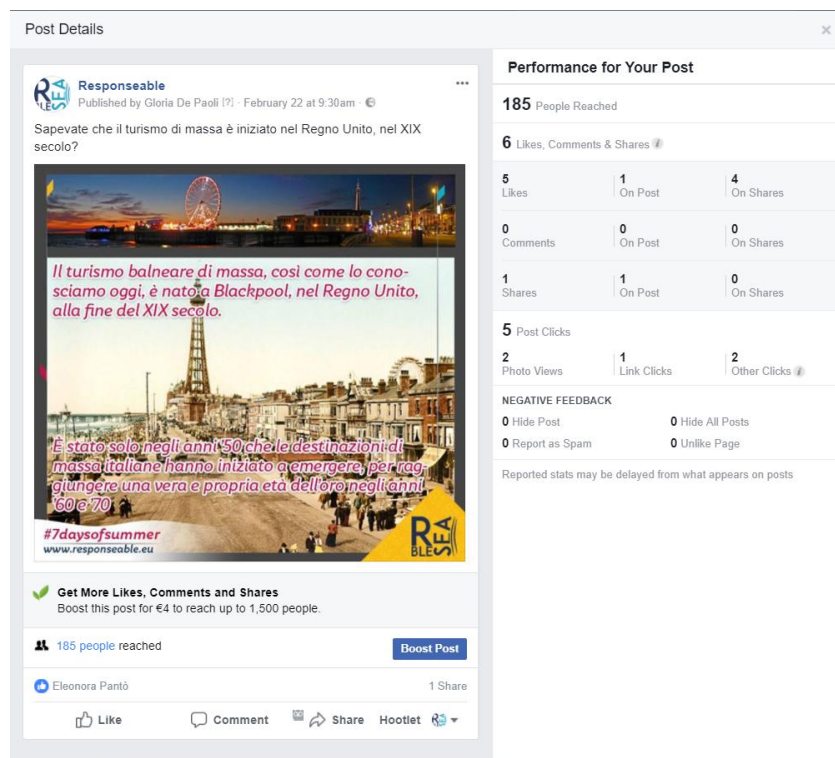 Post Details
×
Responseable
Published by Gloria De Paoli [?] · February 22 at 9:30am ·
Sapevate che il turismo di massa è iniziato nel Regno Unito, nel XIX
secolo?
Il turismo balneare di massa, così come lo cono-
sciamo oggi, è nato a Blackpool, nel Regno Unito,
alla fine del XIX secolo.
È stato solo negli anni '50 che le destinazioni di
massa italiane hanno iniziato a emergere, per rag-
giungere una vera e propria età dell'oro negli anni
'60 e '70.
#7daysofsummer
www.responseable.eu
R
BLE SEA
Get More Likes, Comments and Shares
Boost this post for €4 to reach up to 1,500 people.
185 people reached
Boost Post
Eleonora Pantò
1 Share
Like
Comment
Share
Hootlet
Performance for Your Post
185 People Reached
6 Likes, Comments & Shares
5
Likes
1
On Post
4
On Shares
0
Comments
0
On Post
0
On Shares
1
Shares
1
On Post
0
On Shares
5 Post Clicks
2
Photo Views
1
Link Clicks
2
Other Clicks
NEGATIVE FEEDBACK
0 Hide Post
0 Hide All Posts
0 Report as Spam
0 Unlike Page
Reported stats may be delayed from what appears on posts